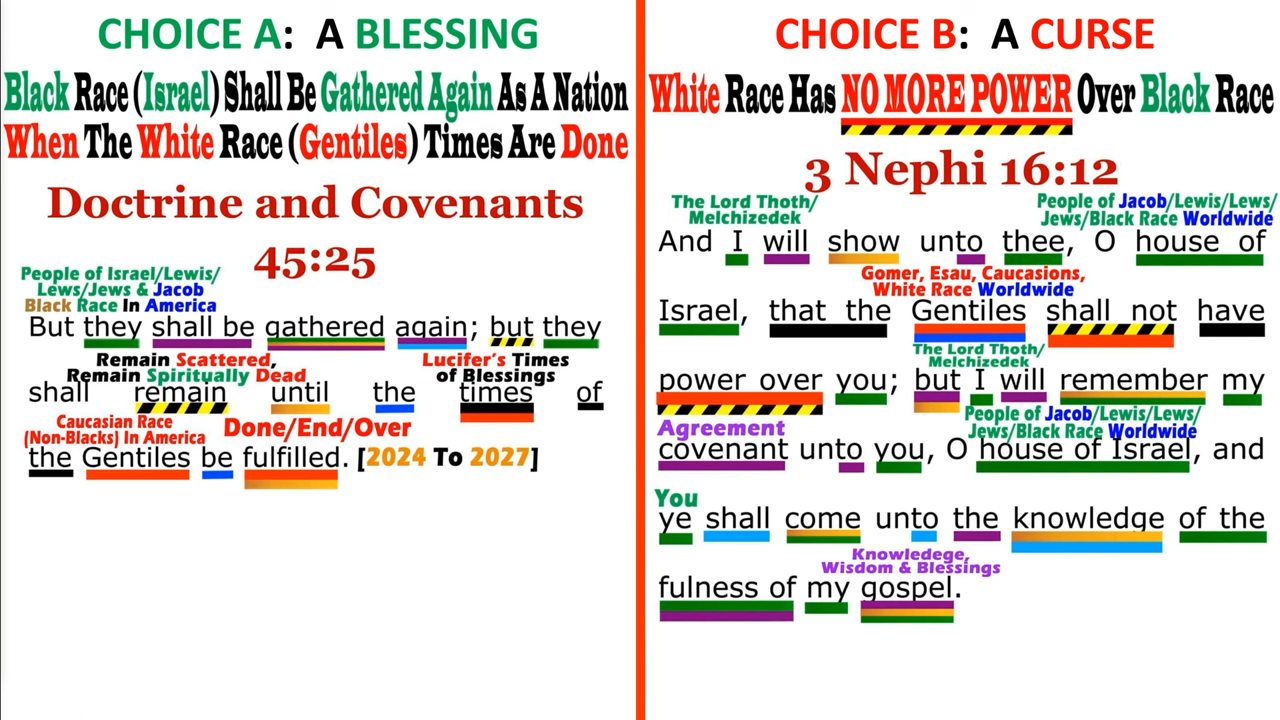 CHOICE A: A BLESSING
Black Race (Israel) Shall Be Gathered Again As A Nation
When The White Race (Gentiles) Times Are Done
Doctrine and Covenants
45:25
People of Israel/Lewis/
Lews/Jews & Jacob
Black Race In America
But they shall be gathered again; but they
Remain Scattered,
Remain Spiritually Dead
Lucifer's Times
of Blessings
shall remain until the times of
Caucasian Race
(Non-Blacks) In America
Done/End/Over
the Gentiles be fulfilled. [2024 To 2027]
CHOICE B: A CURSE
White Race Has NO MORE POWER Over Black Race
3 Nephi 16:12
The Lord Thoth/
Melchizedek
People of Jacob/Lewis/Lews/
Jews/Black Race Worldwide
And I will show unto thee, O house of
Gomer, Esau, Caucasions,
White Race Worldwide
Israel, that the Gentiles shall not have
The Lord Thoth/
Melchizedek
power over you; but I will remember my
Agreement
People of Jacob/Lewis/Lews/
Jews/Black Race Worldwide
covenant unto you, O house of Israel, and
You
ye shall come unto the knowledge of the
Knowledege,
Wisdom & Blessings
fulness of my gospel.